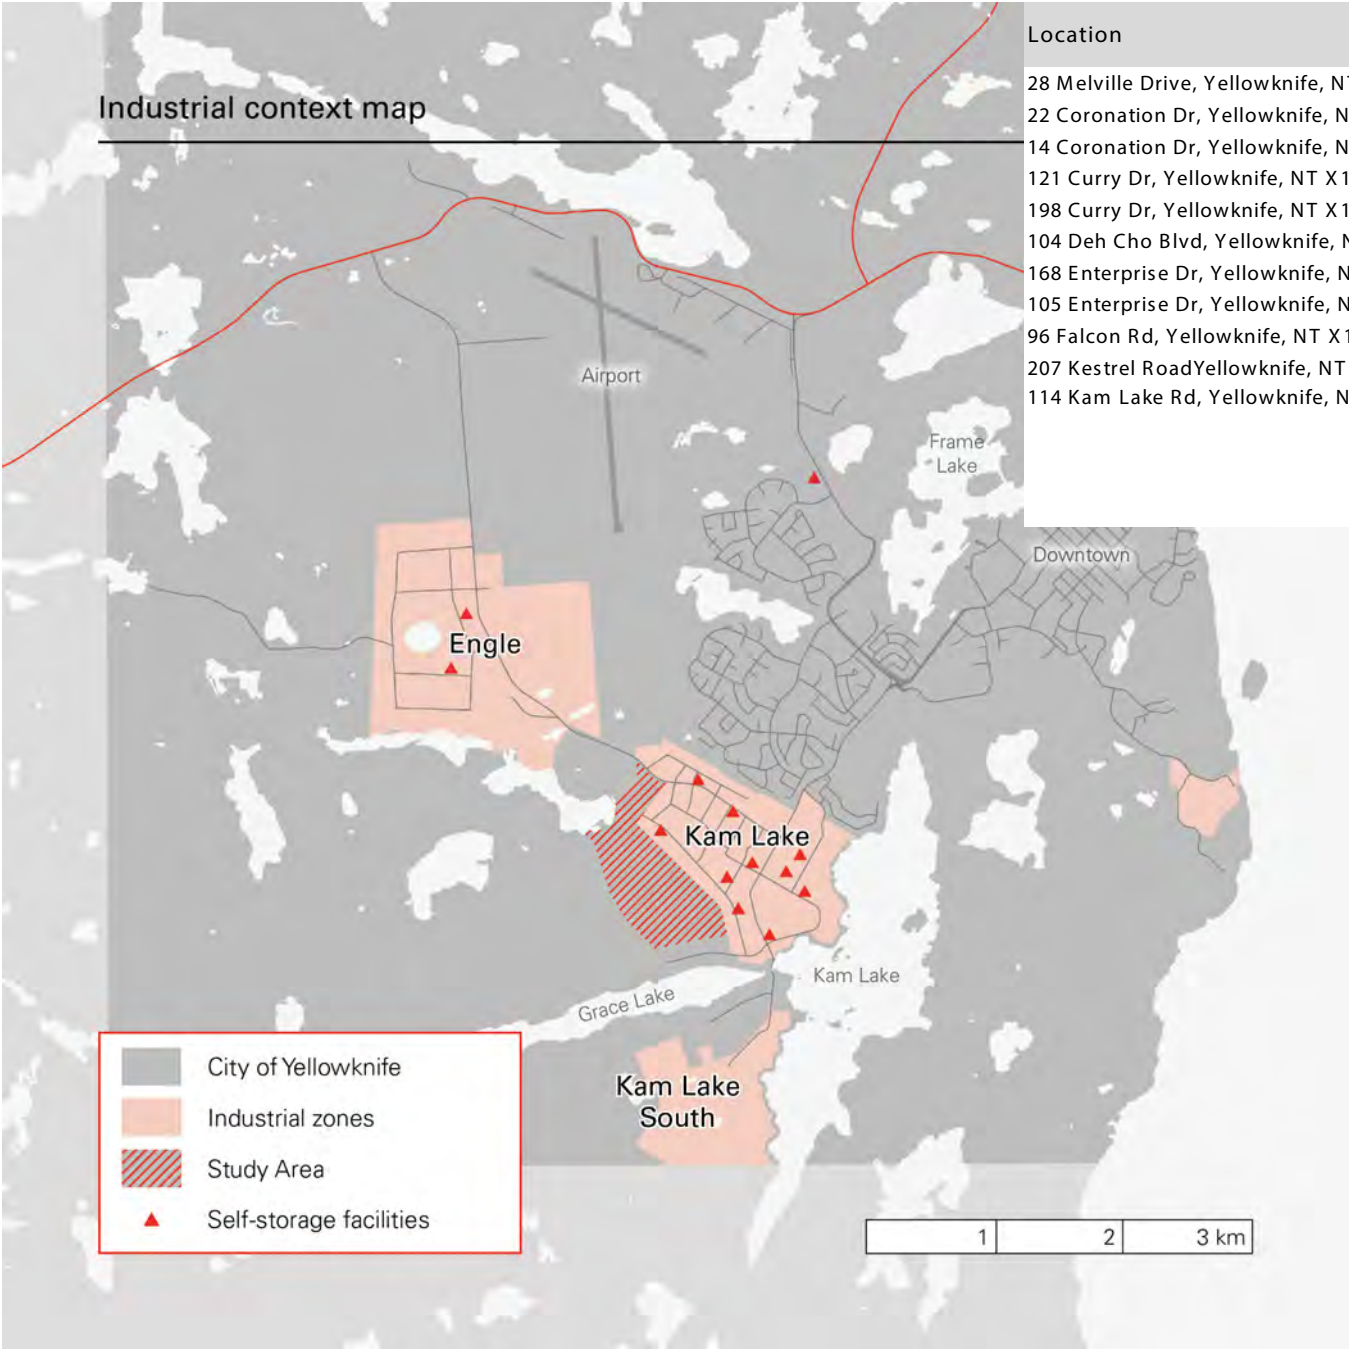 Location
28 Melville Drive, Yellowknife, NT
22 Coronation Dr, Yellowknife, N
14 Coronation Dr, Yellowknife, N
121 Curry Dr, Yellowknife, NT X1
198 Curry Dr, Yellowknife, NT X1
104 Deh Cho Blvd, Yellowknife, N
168 Enterprise Dr, Yellowknife, N
105 Enterprise Dr, Yellowknife, N
96 Falcon Rd, Yellowknife, NT X1
207 Kestrel RoadYellowknife, NT
114 Kam Lake Rd, Yellowknife, N
Industrial context map
Airport
Frame
Lake
Downtown
Engle
Kam Lake
Kam Lake
Grace Lake
Kam Lake
South
City of Yellowknife
Industrial zones
Study Area
Self-storage facilities
1 2 3 km